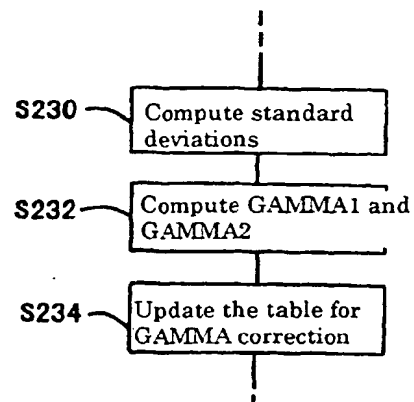 S230
Compute standard
deviations
S232
Compute GAMMA1 and
GAMMA2
S234
Update the table for
GAMMA correction